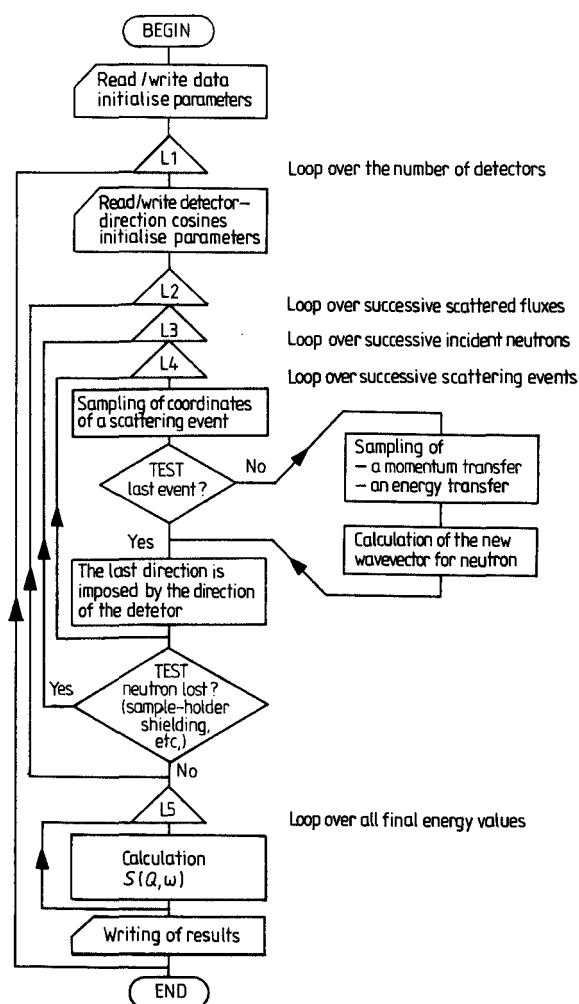 BEGIN
Read/write data
initialise parameters
L1
Loop over the number of detectors
Read/write detector-
direction cosines
initialise parameters
L2
Loop over successive scattered fluxes
L3
Loop over successive incident neutrons
L4
Loop over successive scattering events
Sampling of coordinates
of a scattering event
TEST
last event?
No
Sampling of
– a momentum transfer
– an energy transfer
Calculation of the new
wavevector for neutron
Yes
The last direction is
imposed by the direction
of the detetor
TEST
neutron lost?
(sample-holder
shielding,
etc,)
Yes
No
L5
Loop over all final energy values
Calculation
S(Q,ω)
Writing of results
END